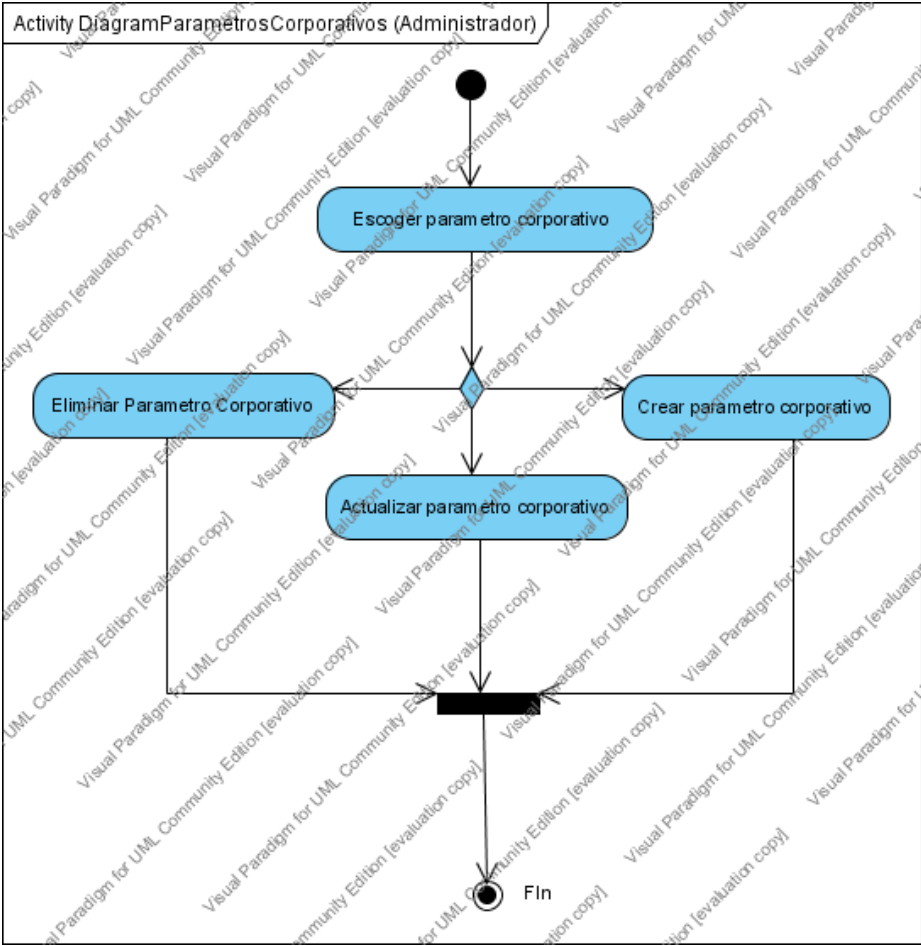 Activity DiagramParametrosCorporativos (Administrador)
Escoger parametro corporativo
Eliminar Parametro Corporativo
Crear parametro corporativo
Actualizar parametro corporativo
FIn
Visual Paradigm for UML Community Edition [evaluation copy]